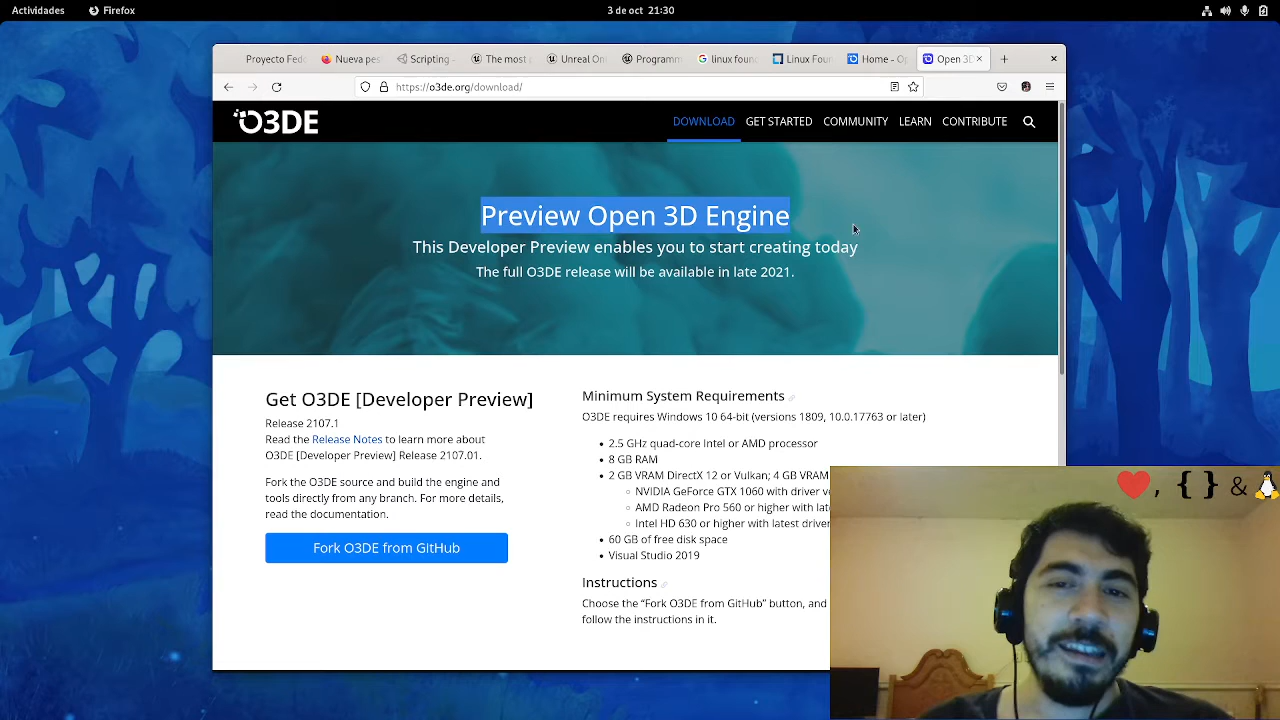 Actividades Firefox 3 de oct 21:30
Proyecto Fedo Nueva pes Scripting - The most Unreal On Programm linux foun Linux Foun Home - Op Open 3D
https://o3de.org/download/
O3DE DOWNLOAD GET STARTED COMMUNITY LEARN CONTRIBUTE
Preview Open 3D Engine
This Developer Preview enables you to start creating today
The full O3DE release will be available in late 2021.
Get O3DE [Developer Preview]
Release 2107.1
Read the Release Notes to learn more about
O3DE [Developer Preview] Release 2107.01.
Fork the O3DE source and build the engine and
tools directly from any branch. For more details,
read the documentation.
Fork O3DE from GitHub
Minimum System Requirements
O3DE requires Windows 10 64-bit (versions 1809, 10.0.17763 or later)
2.5 GHz quad-core Intel or AMD processor
8 GB RAM
2 GB VRAM DirectX 12 or Vulkan; 4 GB VRAM
NVIDIA GeForce GTX 1060 with driver ve
AMD Radeon Pro 560 or higher with late
Intel HD 630 or higher with latest driver
60 GB of free disk space
Visual Studio 2019
Instructions
Choose the “Fork O3DE from GitHub” button, and
follow the instructions in it.
, { } &